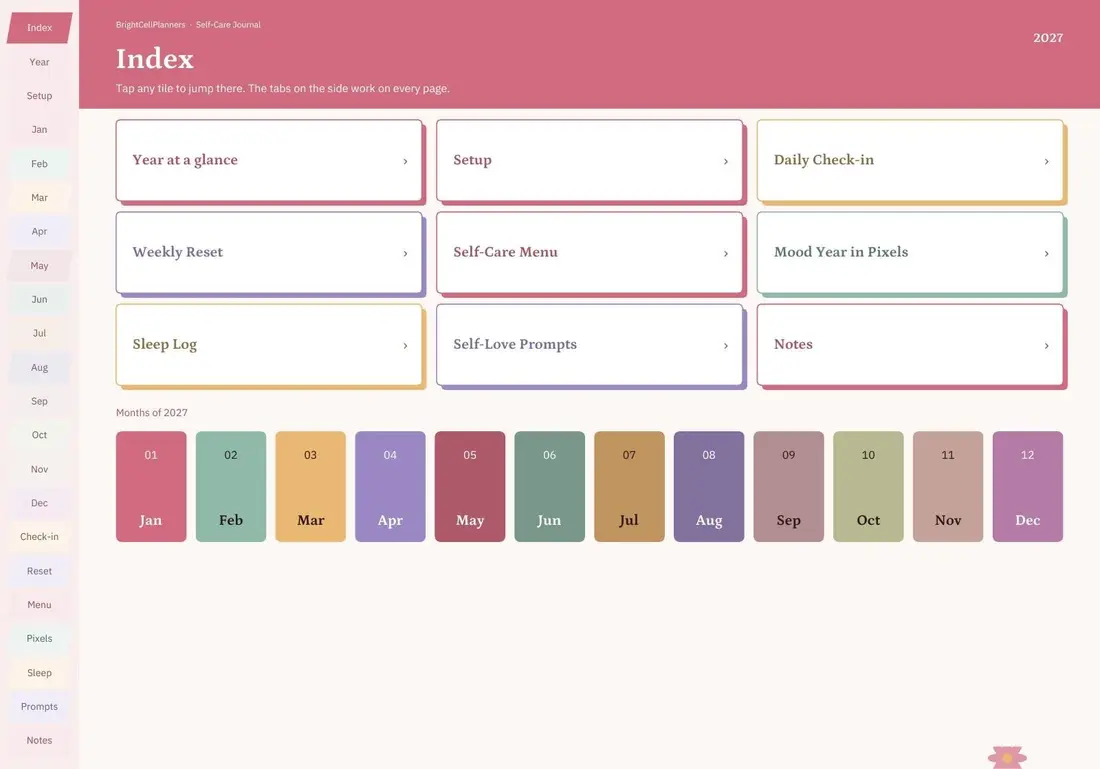 Index
Year
Setup
Jan
Feb
Mar
Apr
May
Jun
Jul
Aug
Sep
Oct
Nov
Dec
Check-in
Reset
Menu
Pixels
Sleep
Prompts
Notes
BrightCellPlanners · Self-Care Journal
Index
2027
Tap any tile to jump there. The tabs on the side work on every page.
Year at a glance ›
Setup ›
Daily Check-in ›
Weekly Reset ›
Self-Care Menu ›
Mood Year in Pixels ›
Sleep Log ›
Self-Love Prompts ›
Notes ›
Months of 2027
01 02 03 04 05 06 07 08 09 10 11 12
Jan Feb Mar Apr May Jun Jul Aug Sep Oct Nov Dec